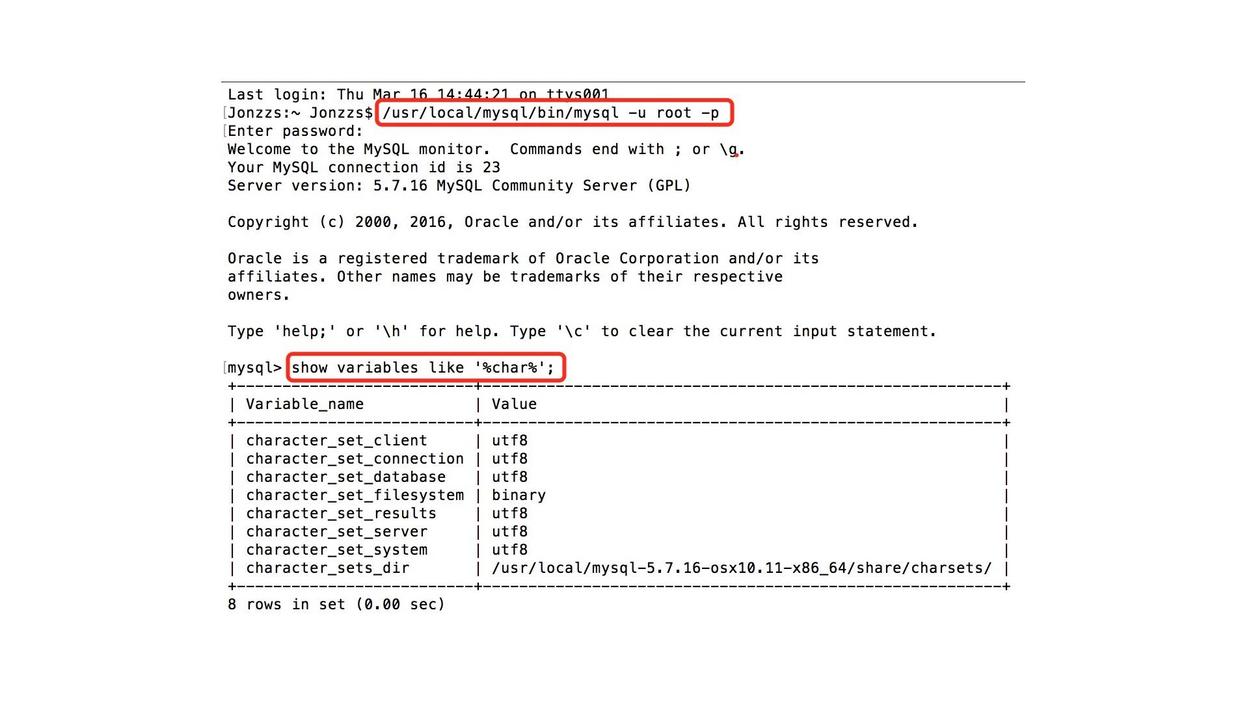 Last login: Thu Mar 16 14:44:21 on ttys001
[Jonzzs:~ Jonzzs$ /usr/local/mysql/bin/mysql -u root -p
[Enter password:
Welcome to the MySQL monitor.  Commands end with ; or \g.
Your MySQL connection id is 23
Server version: 5.7.16 MySQL Community Server (GPL)
Copyright (c) 2000, 2016, Oracle and/or its affiliates. All rights reserved.
Oracle is a registered trademark of Oracle Corporation and/or its
affiliates. Other names may be trademarks of their respective
owners.
Type 'help;' or '\h' for help. Type '\c' to clear the current input statement.
[mysql> show variables like '%char%';
+--------------------------+---------------------------------------------------------+
| Variable_name            | Value                                                   |
+--------------------------+---------------------------------------------------------+
| character_set_client     | utf8                                                    |
| character_set_connection | utf8                                                    |
| character_set_database   | utf8                                                    |
| character_set_filesystem | binary                                                  |
| character_set_results    | utf8                                                    |
| character_set_server     | utf8                                                    |
| character_set_system     | utf8                                                    |
| character_sets_dir       | /usr/local/mysql-5.7.16-osx10.11-x86_64/share/charsets/ |
+--------------------------+---------------------------------------------------------+
8 rows in set (0.00 sec)